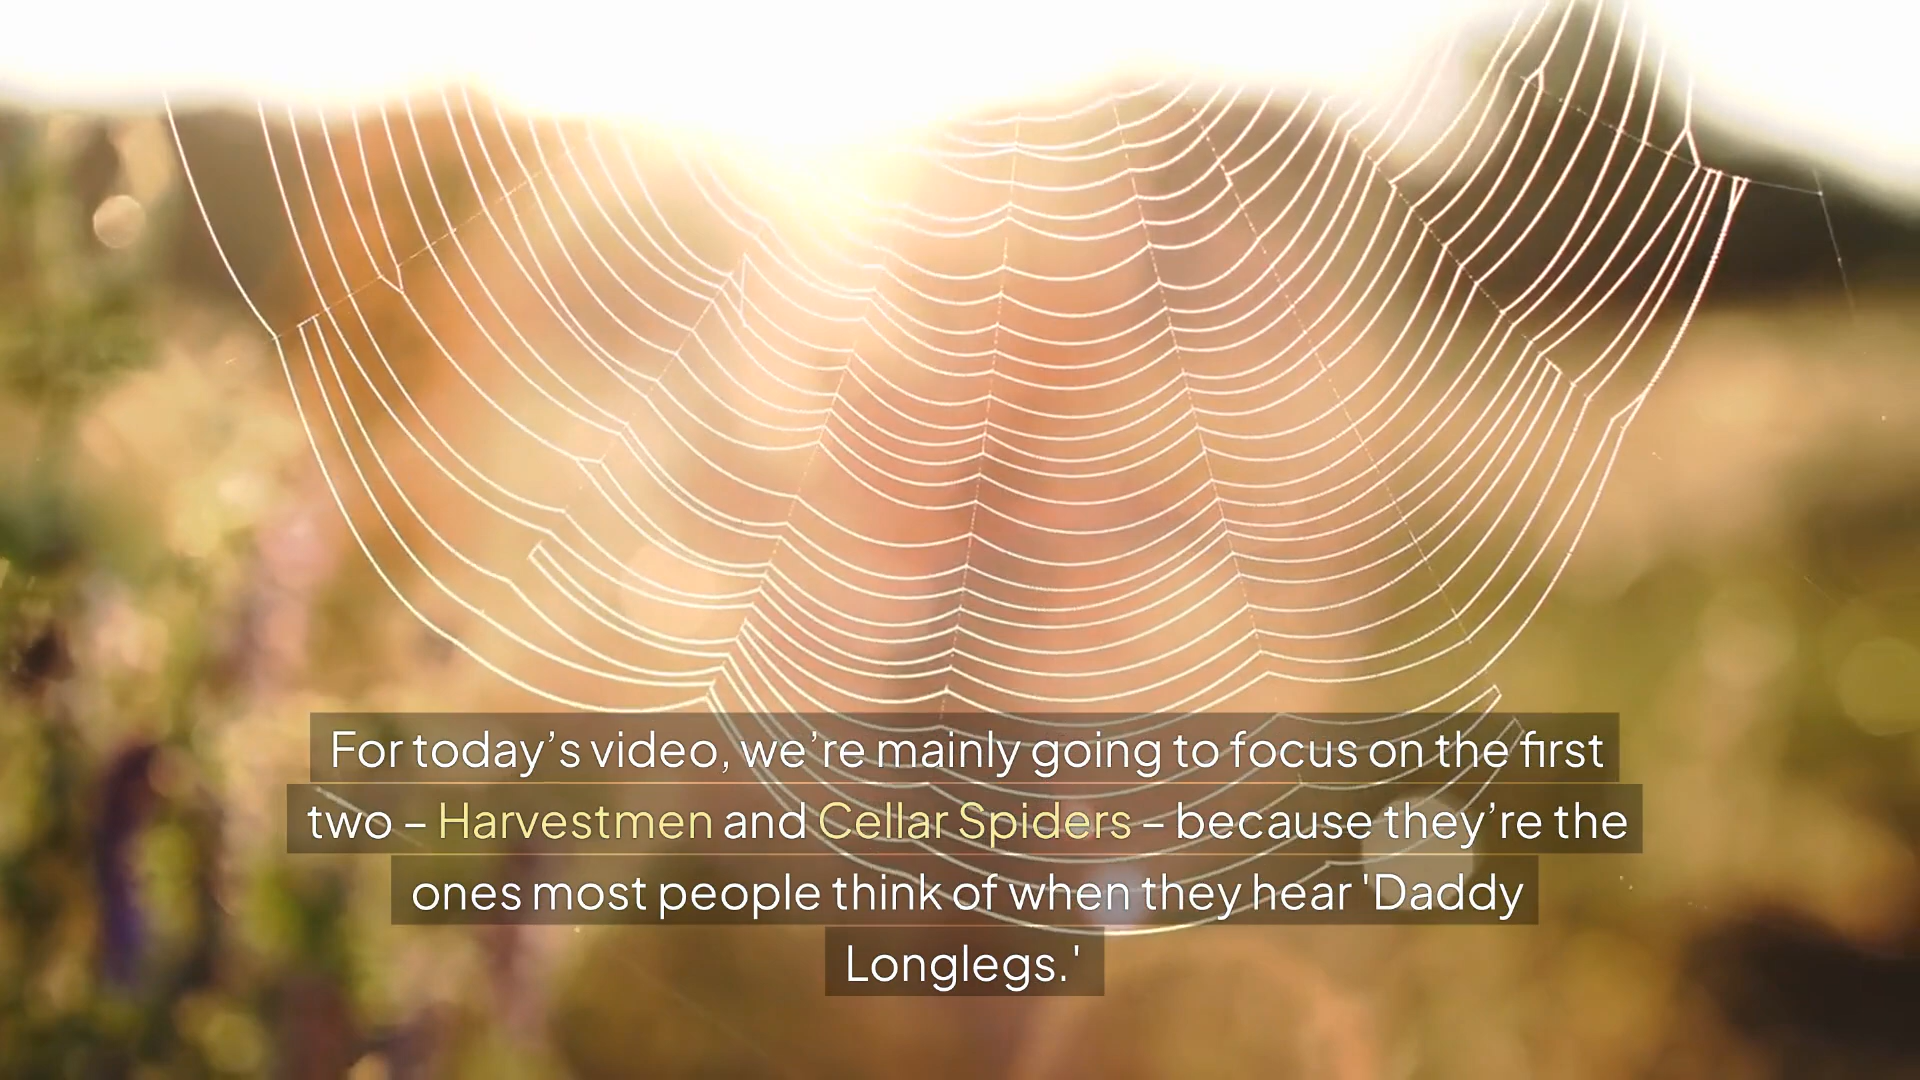 For today’s video, we’re mainly going to focus on the first
two – Harvestmen and Cellar Spiders – because they’re the
ones most people think of when they hear 'Daddy
Longlegs.'